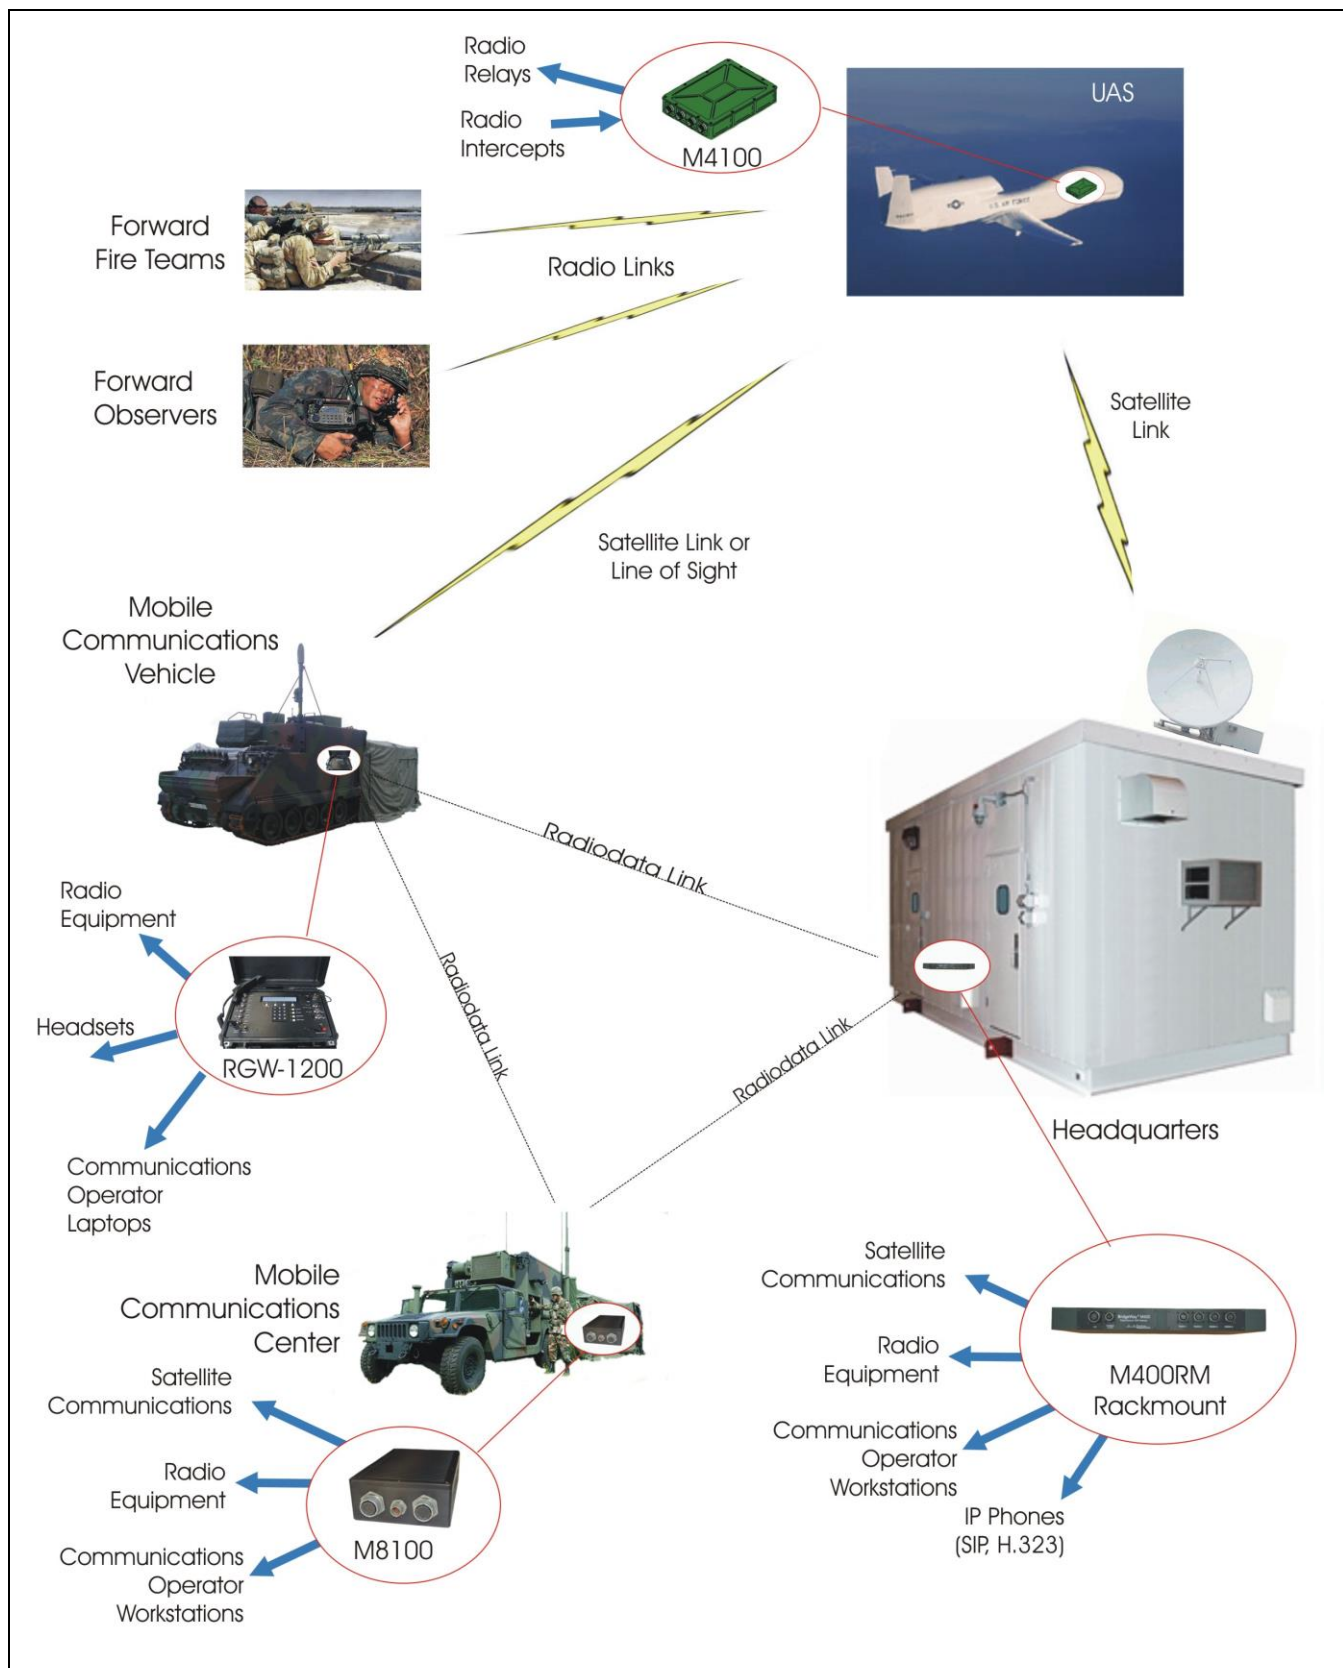 Radio
Relays
Radio
Intercepts
M4100
UAS
U.S. AIR FORCE
Forward
Fire Teams
Radio Links
Forward
Observers
Satellite
Link
Satellite Link or
Line of Sight
Mobile
Communications
Vehicle
Radiodata Link
Radio
Equipment
Headsets
RGW-1200
Communications
Operator
Laptops
Radiodata Link
Radiodata Link
Headquarters
Mobile
Communications
Center
Satellite
Communications
Radio
Equipment
Communications
Operator
Workstations
M8100
Satellite
Communications
Radio
Equipment
Communications
Operator
Workstations
IP Phones
(SIP, H.323)
M400RM
Rackmount